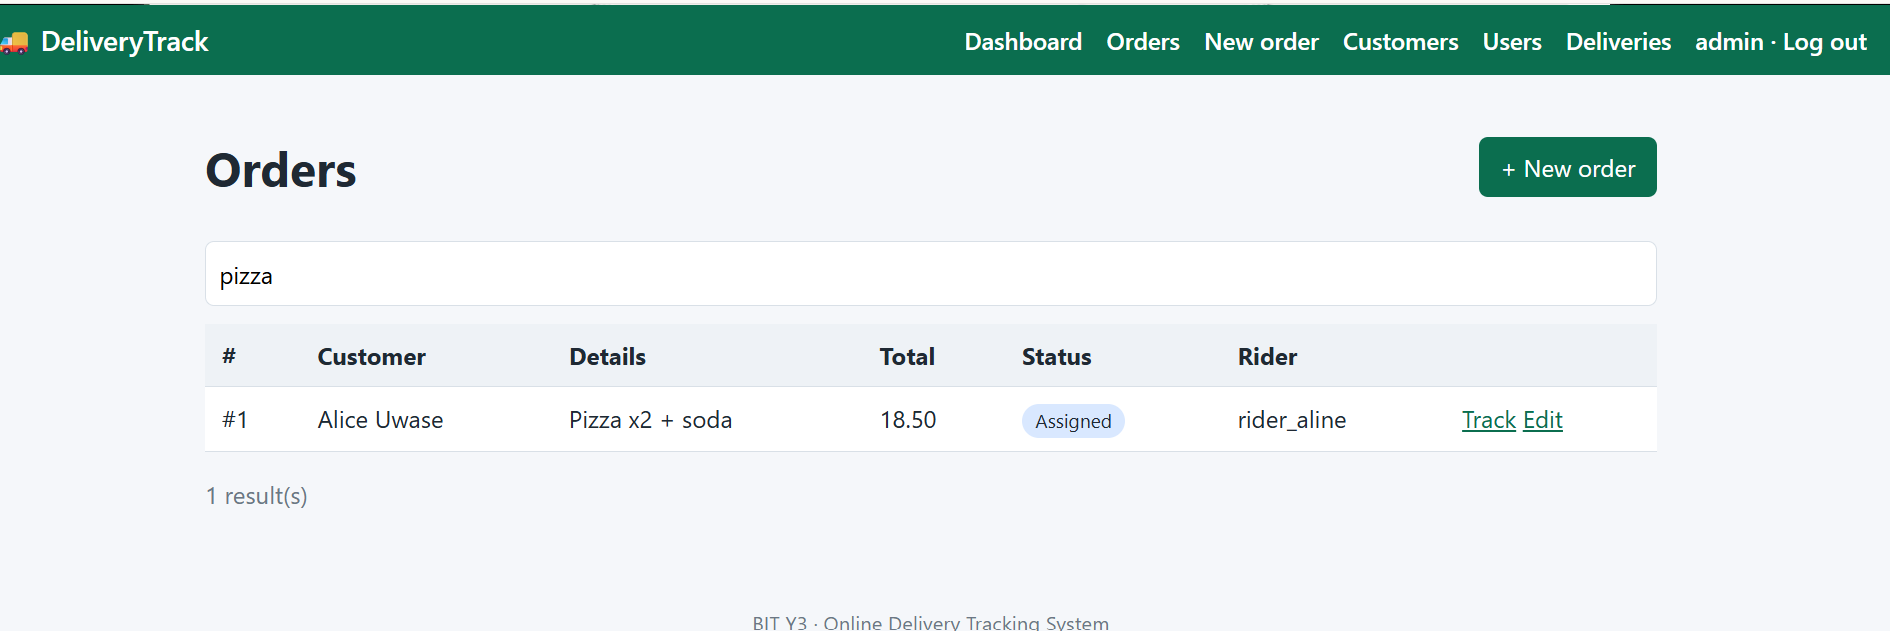 DeliveryTrack Dashboard Orders New order Customers Users Deliveries admin · Log out
Orders
+ New order
pizza
# Customer Details Total Status Rider
#1 Alice Uwase Pizza x2 + soda 18.50 Assigned rider_aline Track Edit
1 result(s)
BIT Y3 · Online Delivery Tracking System